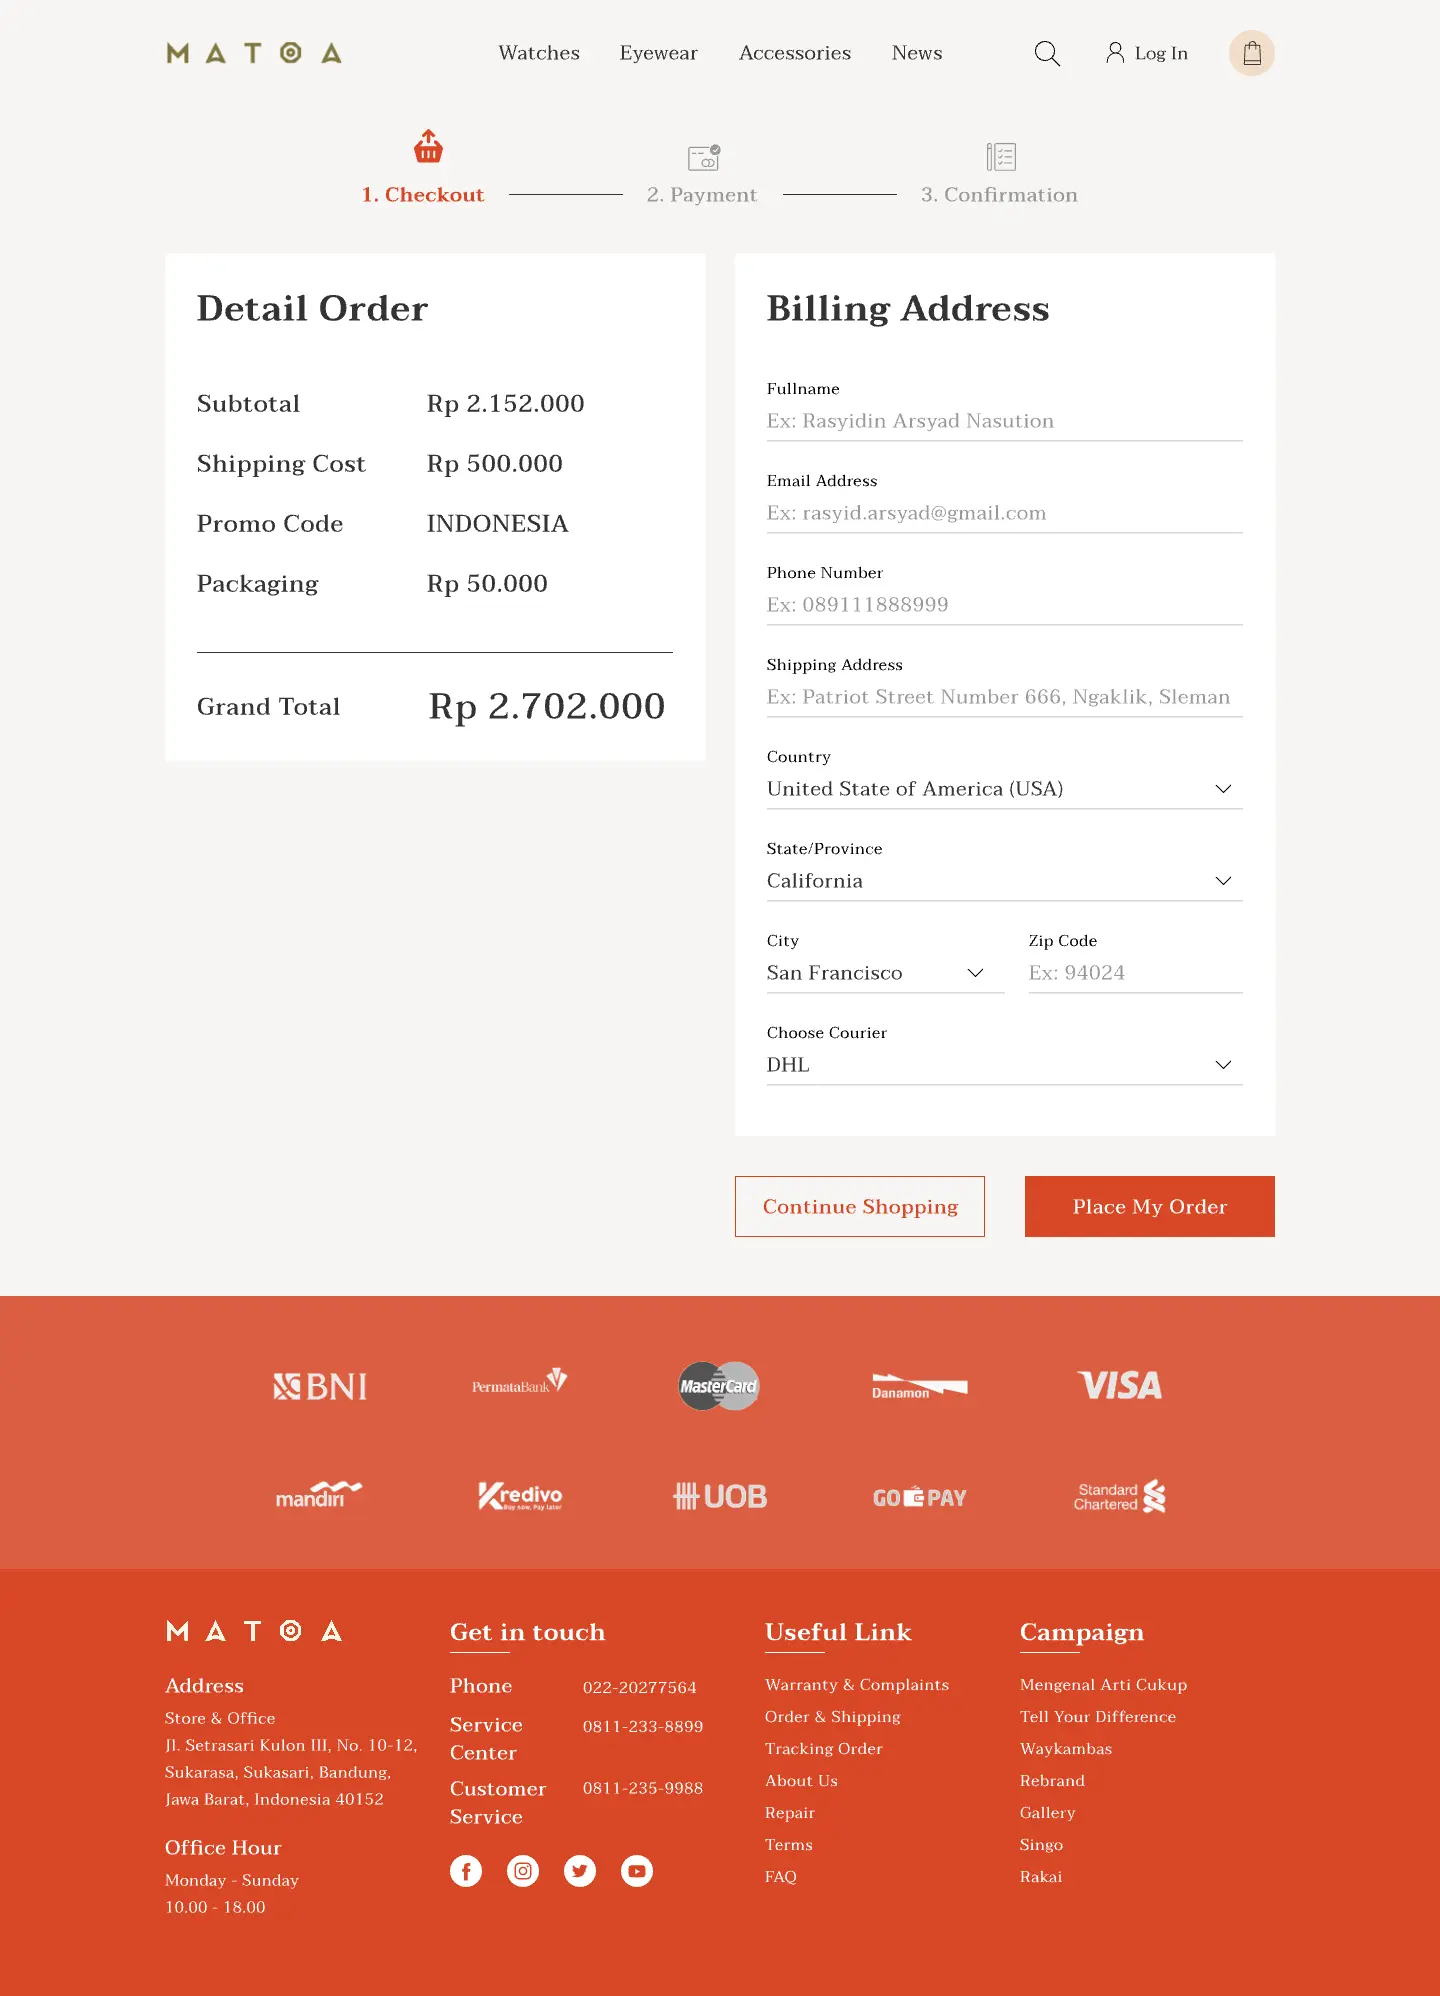 MATOA
Watches
Eyewear
Accessories
News
Log In
1. Checkout
2. Payment
3. Confirmation
Detail Order
Subtotal Rp 2.152.000
Shipping Cost Rp 500.000
Promo Code INDONESIA
Packaging Rp 50.000
Grand Total Rp 2.702.000
Billing Address
Fullname
Ex: Rasyidin Arsyad Nasution
Email Address
Ex: rasyid.arsyad@gmail.com
Phone Number
Ex: 089111888999
Shipping Address
Ex: Patriot Street Number 666, Ngaklik, Sleman
Country
United State of America (USA)
State/Province
California
City
San Francisco
Zip Code
Ex: 94024
Choose Courier
DHL
Continue Shopping
Place My Order
BNI
PermataBank
MasterCard
Danamon
VISA
mandiri
Kredivo
Buy now, Pay later
UOB
GO PAY
Standard
Chartered
MATOA
Address
Store & Office
Jl. Setrasari Kulon III, No. 10-12,
Sukarasa, Sukasari, Bandung,
Jawa Barat, Indonesia 40152
Office Hour
Monday - Sunday
10.00 - 18.00
Get in touch
Phone 022-20277564
Service 0811-233-8899
Center
Customer 0811-235-9988
Service
Useful Link
Warranty & Complaints
Order & Shipping
Tracking Order
About Us
Repair
Terms
FAQ
Campaign
Mengenal Arti Cukup
Tell Your Difference
Waykambas
Rebrand
Gallery
Singo
Rakai